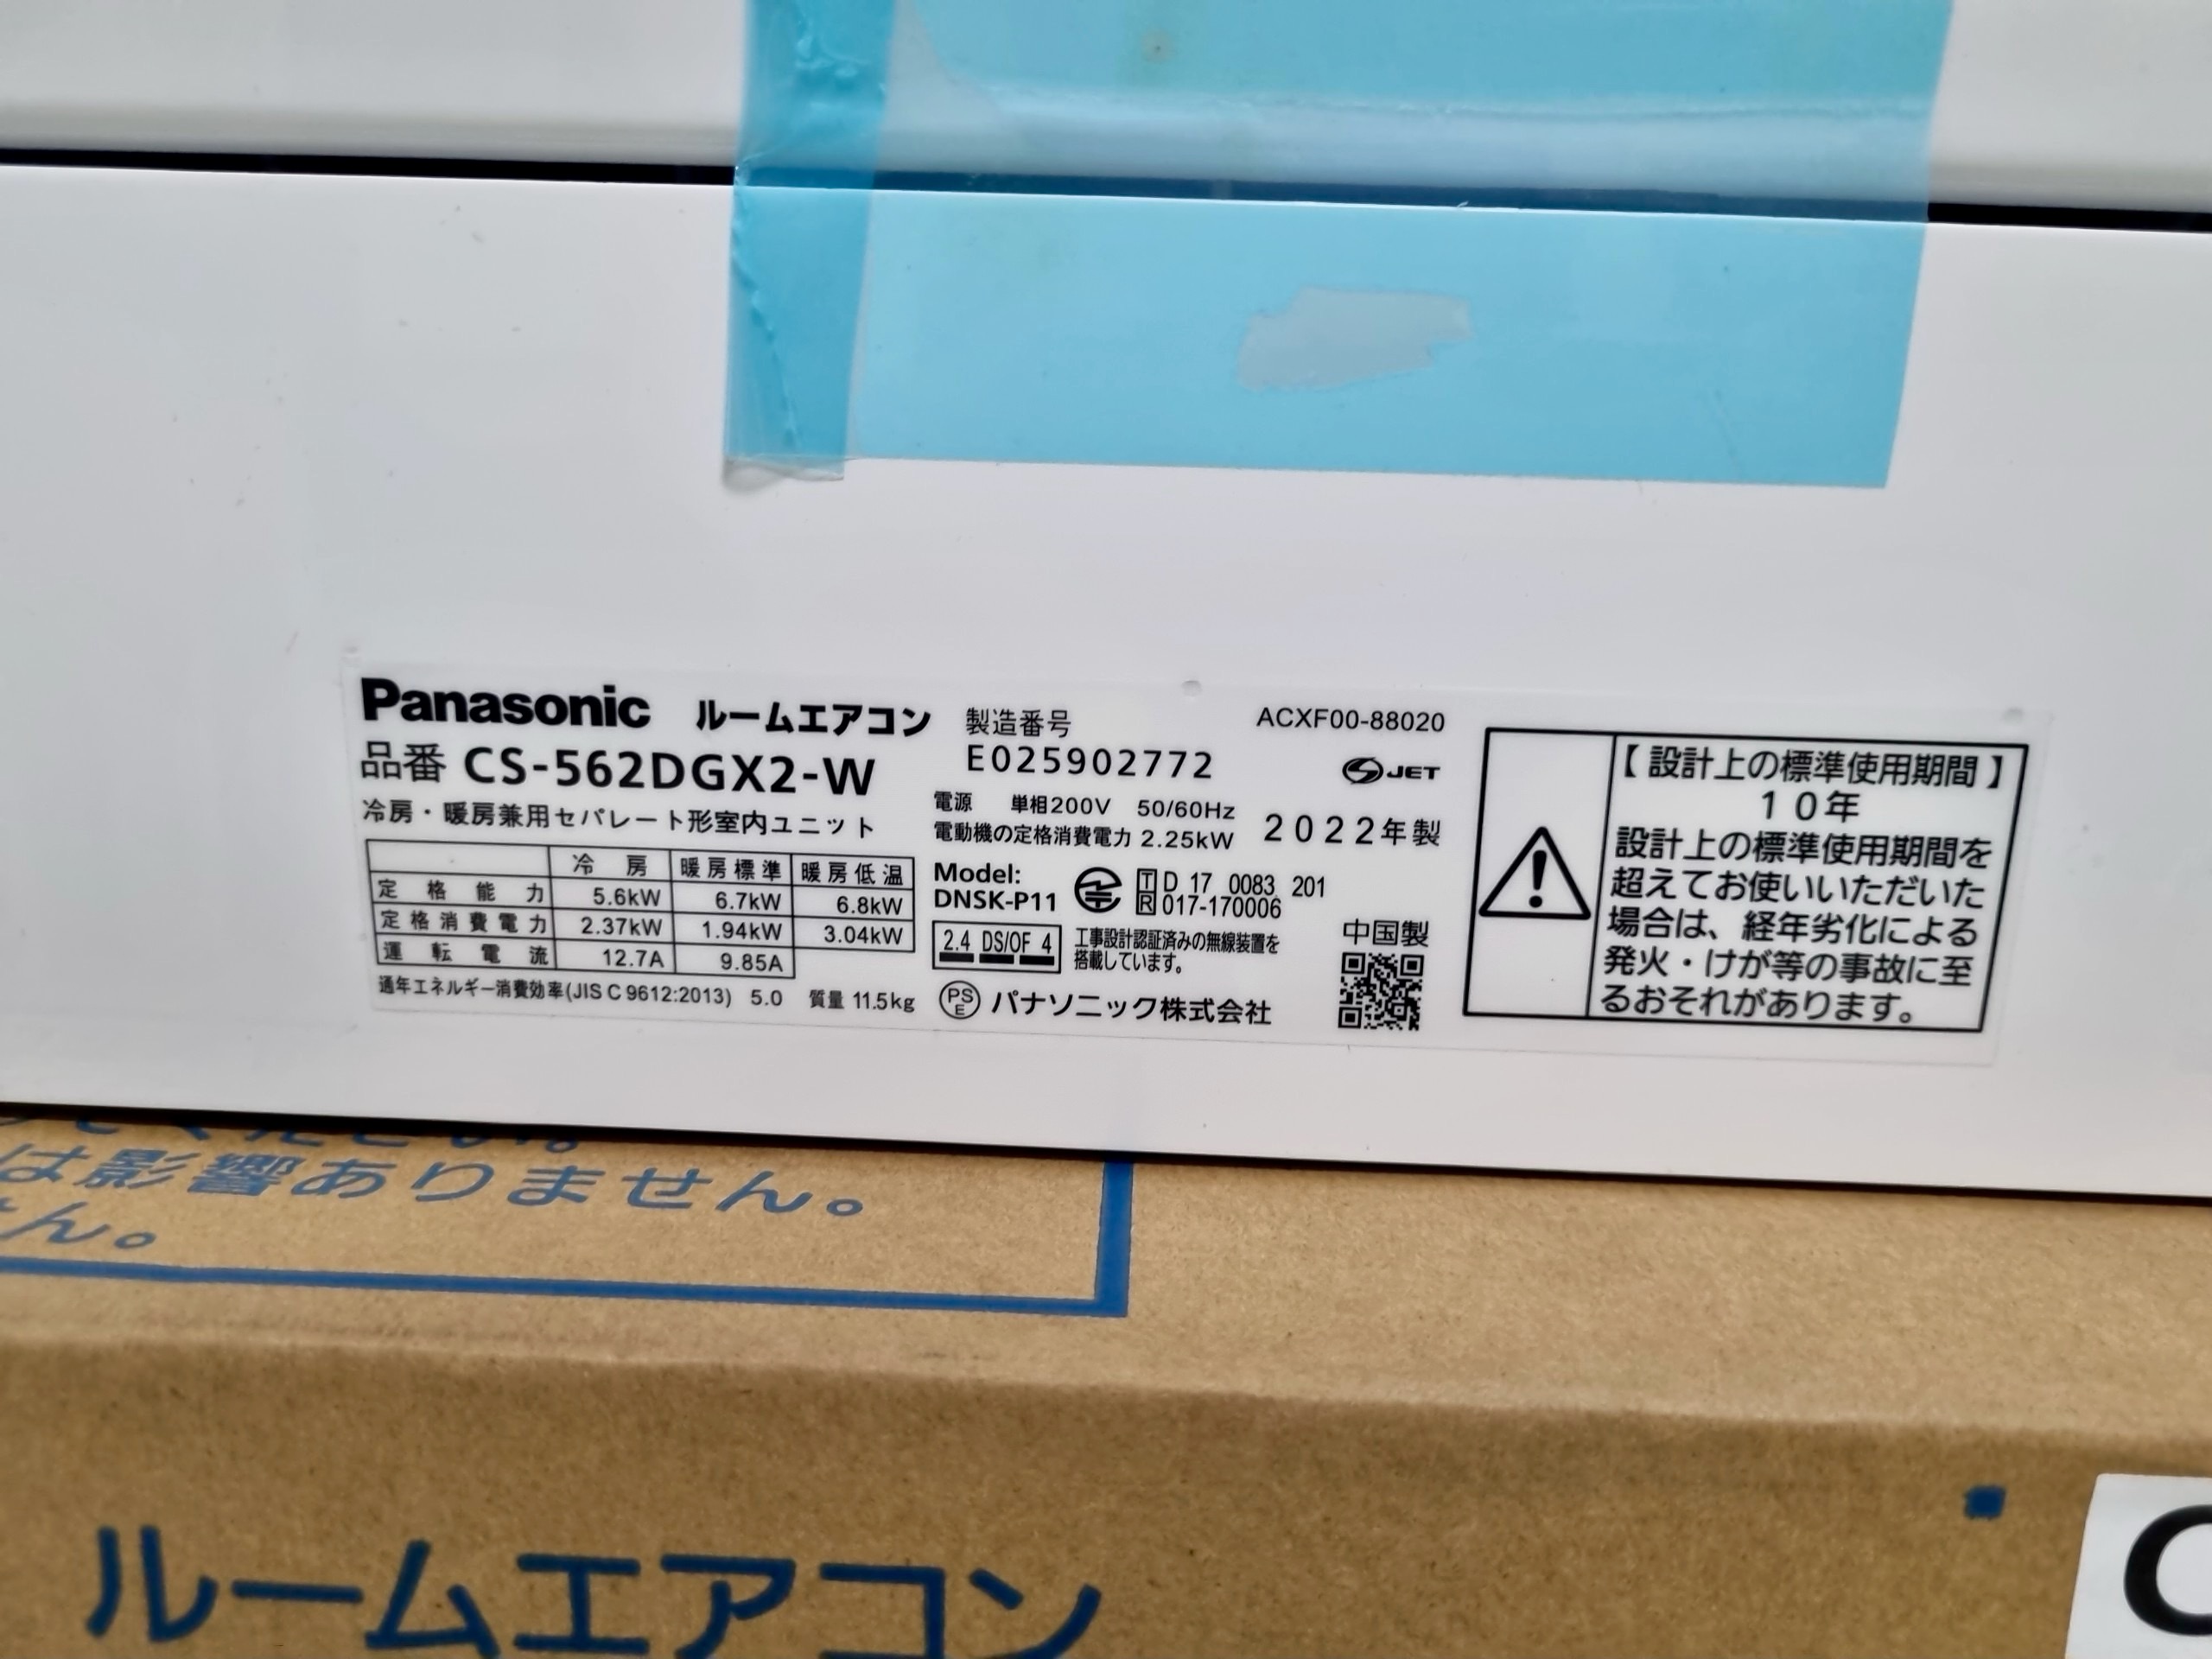 Panasonic ルームエアコン
品番 CS-562DGX2-W
冷房・暖房兼用セパレート形室内ユニット
冷房 暖房標準 暖房低温
定格能力 5.6kW 6.7kW 6.8kW
定格消費電力 2.37kW 1.94kW 3.04kW
運転電流 12.7A 9.85A
通年エネルギー消費効率(JIS C 9612:2013) 5.0 質量 11.5kg
製造番号
E025902772
ACXF00-88020
JET
電源 単相200V 50/60Hz
電動機の定格消費電力 2.25kW
2022年製
Model:
DNSK-P11
T D 17 0083 201
R 017-170006
2.4 DS/OF 4
工事設計認証済みの無線装置を
搭載しています。
PSE パナソニック株式会社
中国製
【設計上の標準使用期間】
10年
設計上の標準使用期間を
超えてお使いいただいた
場合は、経年劣化による
発火・けが等の事故に至
るおそれがあります。
は影響ありません。
ん。
ルームエアコン